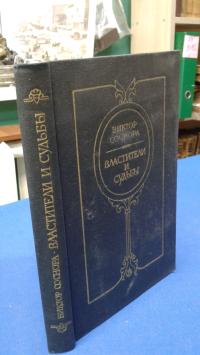 ВИКТОР
СОСНОРА
ВЛАСТИТЕЛИ
И
СУДЬБЫ
ВИКТОР СОСНОРА · ВЛАСТИТЕЛИ И СУДЬБЫ